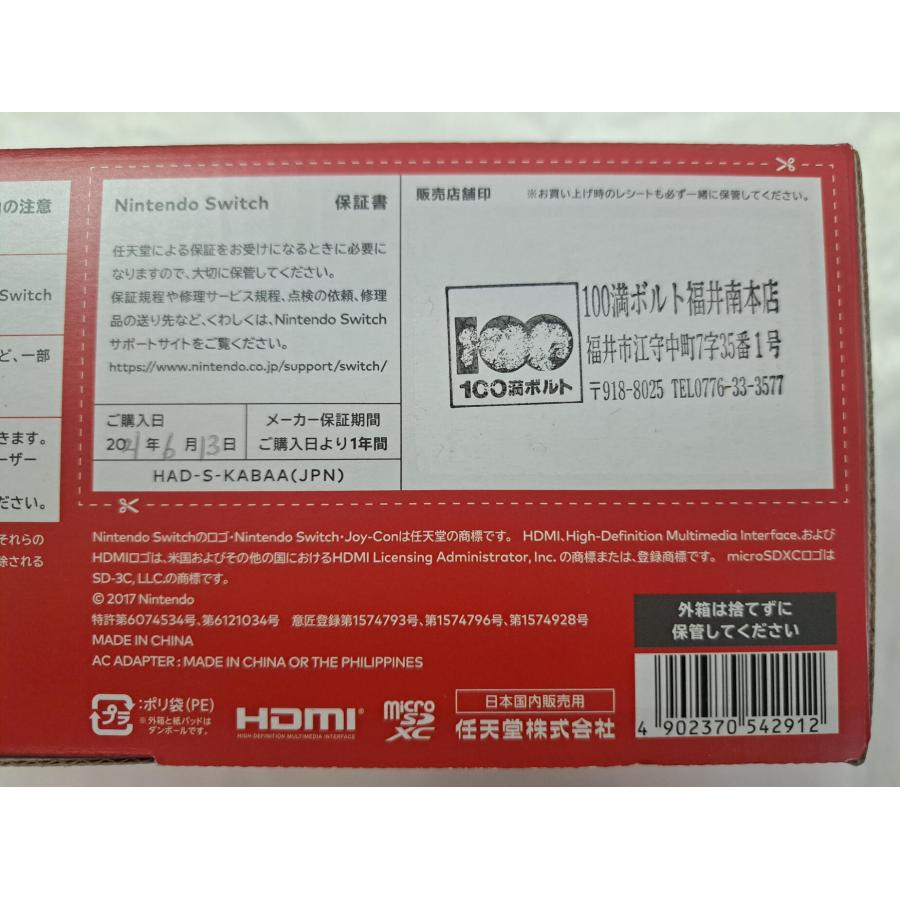 の注意
Switch
ど、一部
きます。
ーザー
ださい。
それらの
除される
Nintendo Switch 保証書
任天堂による保証をお受けになるときに必要に
なりますので、大切に保管してください。
保証規程や修理サービス規程、点検の依頼、修理
品の送り先など、くわしくは、Nintendo Switch
サポートサイトをご覧ください。
https://www.nintendo.co.jp/support/switch/
ご購入日
2021年6月13日
メーカー保証期間
ご購入日より1年間
HAD-S-KABAA(JPN)
販売店舗印 ※お買い上げ時のレシートも必ず一緒に保管してください。
100
100満ボルト
100満ボルト福井南本店
福井市江守中町7字35番1号
〒918-8025 TEL0776-33-3577
Nintendo Switchのロゴ・Nintendo Switch・Joy-Conは任天堂の商標です。 HDMI、High-Definition Multimedia Interface、および
HDMIロゴは、米国およびその他の国におけるHDMI Licensing Administrator, Inc. の商標または、登録商標です。 microSDXCロゴは
SD-3C, LLC.の商標です。
© 2017 Nintendo
特許第6074534号、第6121034号 意匠登録第1574793号、第1574796号、第1574928号
MADE IN CHINA
AC ADAPTER : MADE IN CHINA OR THE PHILIPPINES
プラ
:ポリ袋(PE)
※外箱と紙パッドは
ダンボールです。
HDMI®
HIGH-DEFINITION MULTIMEDIA INTERFACE
micro
SD
XC
日本国内販売用
任天堂株式会社
外箱は捨てずに
保管してください
4 902370 542912